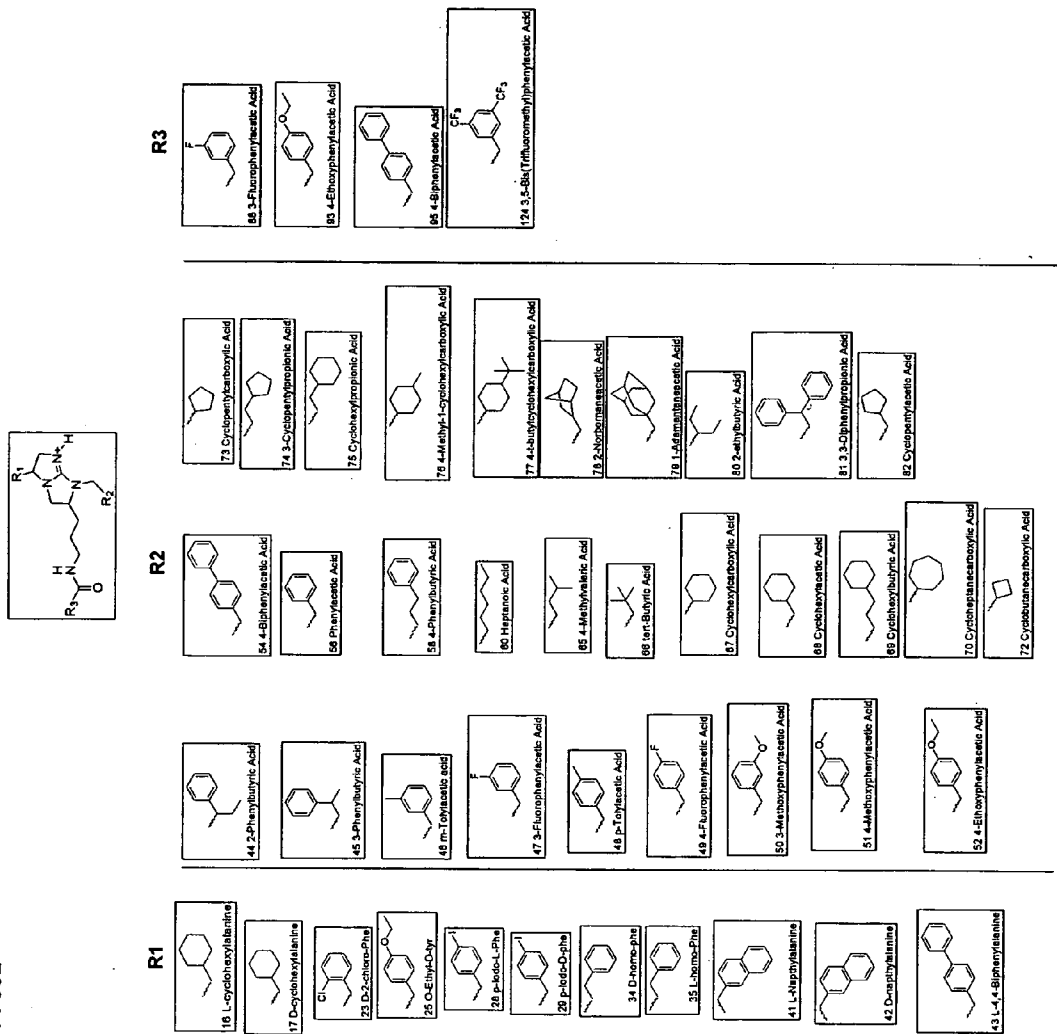 R1
N
N+
H
N
R2
H
N
R3
O
R1
16 L-cyclohexylalanine
17 D-cyclohexylalanine
Cl
23 D-2-chloro-Phe
O
25 O-Ethyl-D-tyr
I
28 p-Iodo-L-Phe
I
29 p-Iodo-D-phe
34 D-homo-phe
35 L-homo-Phe
41 L-Napthylalanine
42 D-napthylalanine
43 L-4,4-Biphenylalanine
R2
44 2-Phenylbutyric Acid
45 3-Phenylbutyric Acid
46 m-Tolylacetic acid
F
47 3-Fluorophenylacetic Acid
48 p-Tolylacetic Acid
F
49 4-Fluorophenylacetic Acid
O
50 3-Methoxyphenylacetic Acid
O
51 4-Methoxyphenylacetic Acid
O
52 4-Ethoxyphenylacetic Acid
54 4-Biphenylacetic Acid
56 Phenylacetic Acid
58 4-Phenylbutyric Acid
60 Heptanoic Acid
65 4-Methylvaleric Acid
66 tert-Butyric Acid
67 Cyclohexylcarboxylic Acid
68 Cyclohexylacetic Acid
69 Cyclohexylbutyric Acid
70 Cycloheptanecarboxylic Acid
72 Cyclobutanecarboxylic Acid
73 Cyclopentylcarboxylic Acid
74 3-Cyclopentylpropionic Acid
75 Cyclohexylpropionic Acid
76 4-Methyl-1-cyclohexylcarboxylic Acid
77 4-t-butylcyclohexylcarboxylic Acid
78 2-Norbornaneacetic Acid
79 1-Adamantaneacetic Acid
80 2-ethylbutyric Acid
81 3,3-Diphenylpropionic Acid
82 Cyclopentylacetic Acid
R3
F
88 3-Fluorophenylacetic Acid
O
93 4-Ethoxyphenylacetic Acid
95 4-Biphenylacetic Acid
CF3
CF3
124 3,5-Bis(Trifluoromethyl)phenylacetic Acid